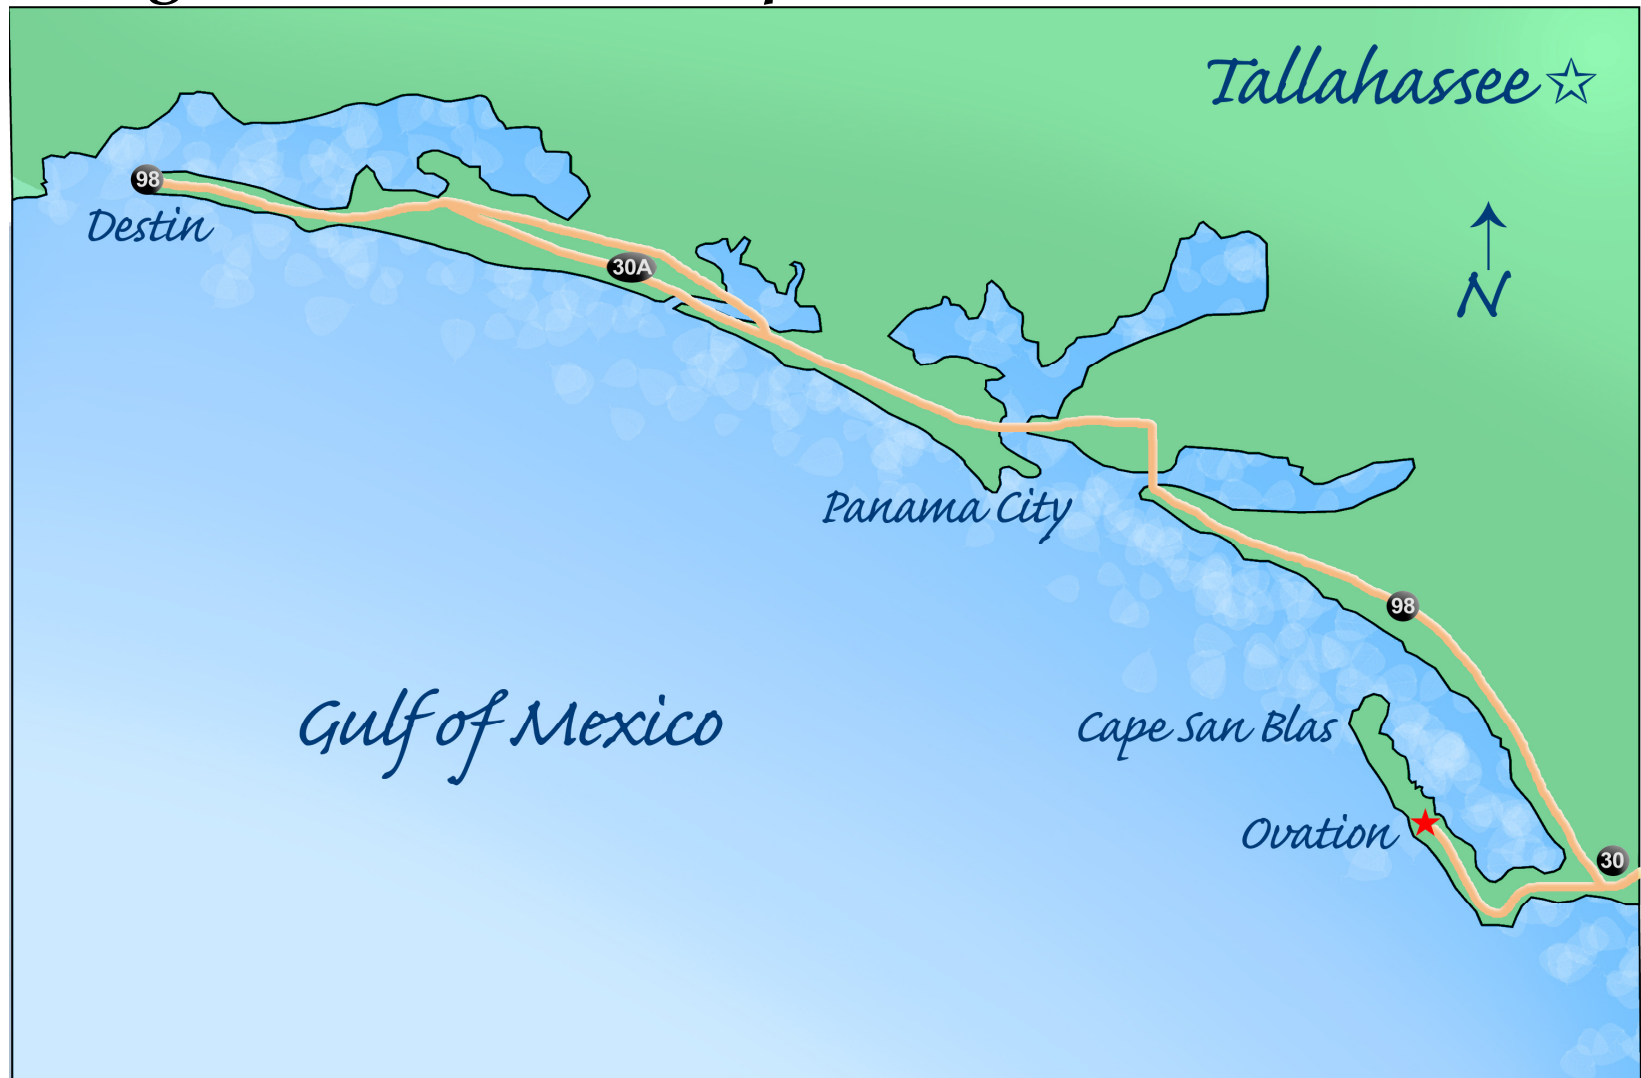 Tallahassee
98
Destin
30A
N
Panama City
98
Gulf of Mexico
Cape San Blas
Ovation
30